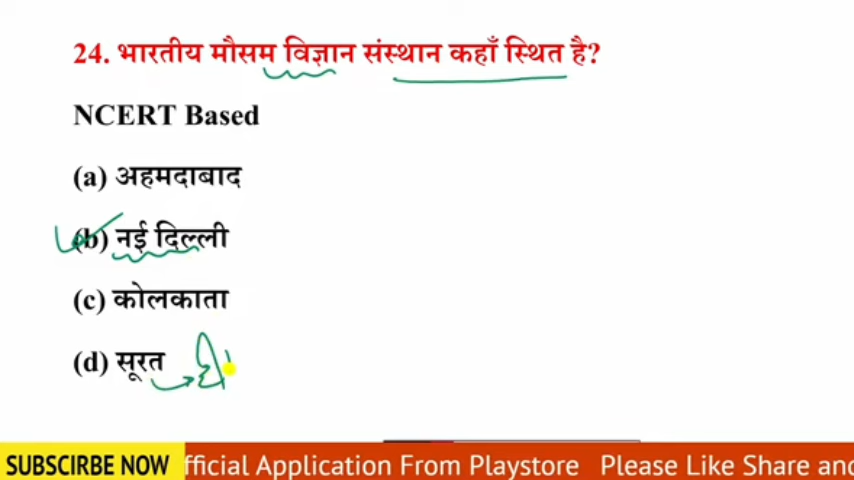 24. भारतीय मौसम विज्ञान संस्थान कहाँ स्थित है?
NCERT Based
(a) अहमदाबाद
(b) नई दिल्ली
(c) कोलकाता
(d) सूरत
SUBSCIRBE NOW
fficial Application From Playstore Please Like Share and